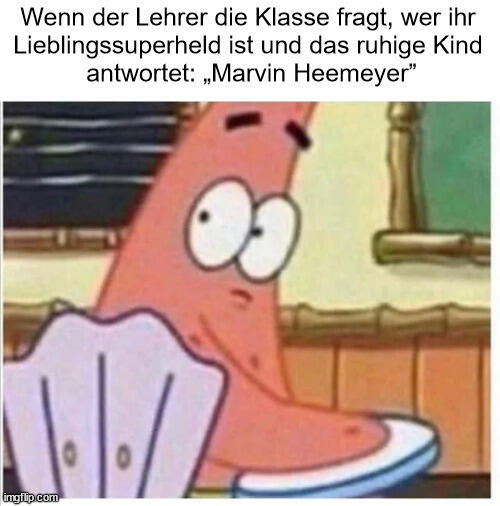 Wenn der Lehrer die Klasse fragt, wer ihr
Lieblingssuperheld ist und das ruhige Kind
antwortet: „Marvin Heemeyer”
imgflip.com